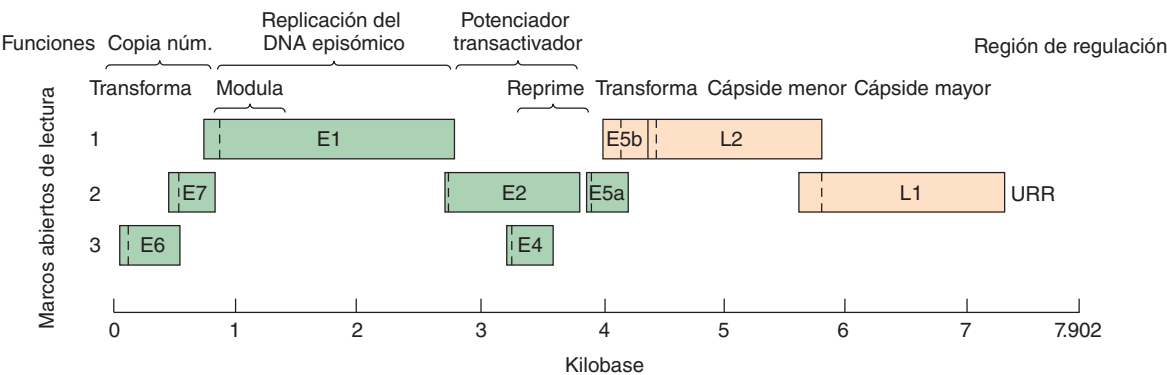 Replicación del
DNA episómico
Potenciador
transactivador
Funciones
Copia núm.
Región de regulación
Transforma
Modula
Reprime
Transforma
Cápside menor
Cápside mayor
Marcos abiertos de lectura
1
E1
E5b
L2
2
E7
E2
E5a
L1
URR
3
E6
E4
0 1 2 3 4 5 6 7 7.902
Kilobase